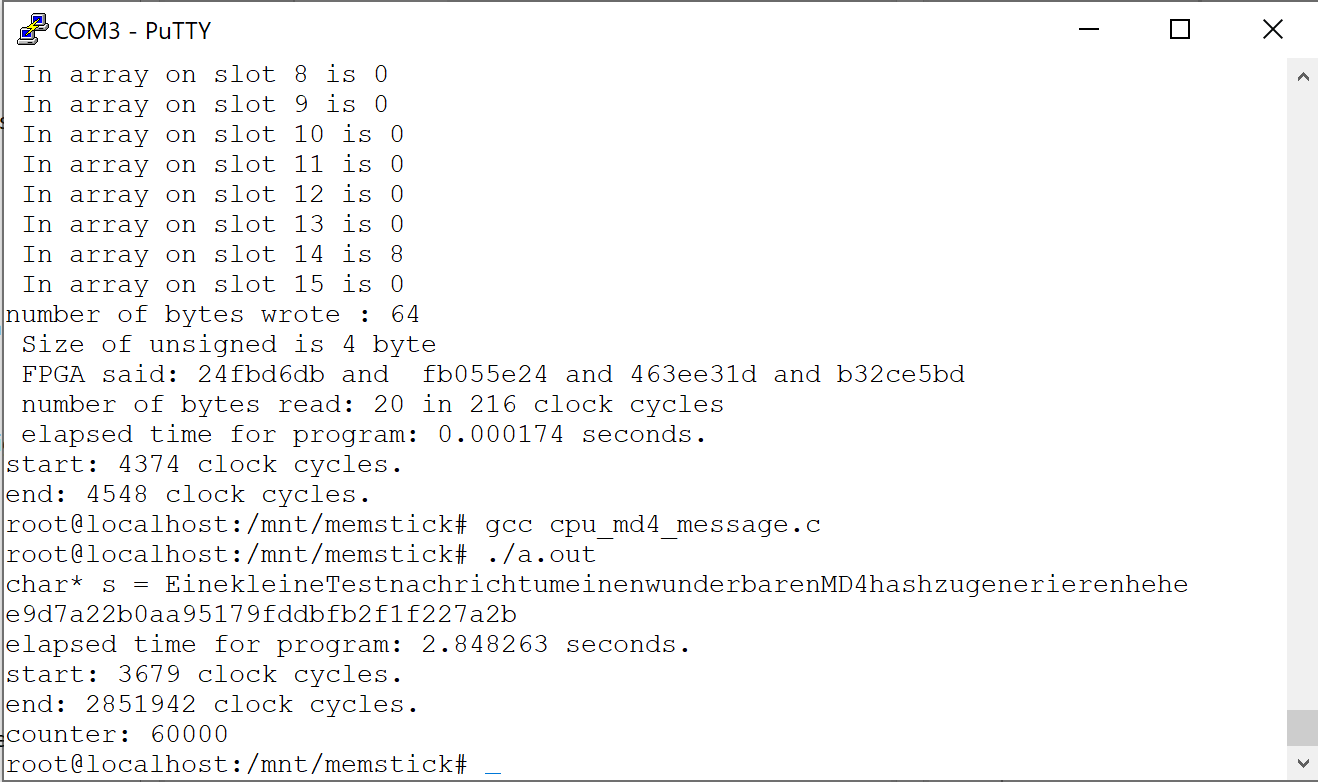 COM3 - PuTTY
In array on slot 8 is 0
In array on slot 9 is 0
In array on slot 10 is 0
In array on slot 11 is 0
In array on slot 12 is 0
In array on slot 13 is 0
In array on slot 14 is 8
In array on slot 15 is 0
number of bytes wrote : 64
Size of unsigned is 4 byte
FPGA said: 24fbd6db and  fb055e24 and 463ee31d and b32ce5bd
number of bytes read: 20 in 216 clock cycles
elapsed time for program: 0.000174 seconds.
start: 4374 clock cycles.
end: 4548 clock cycles.
root@localhost:/mnt/memstick# gcc cpu_md4_message.c
root@localhost:/mnt/memstick# ./a.out
char* s = EinekleineTestnachrichtumeinenwunderbarenMD4hashzugenerierenhehe
e9d7a22b0aa95179fddbfb2f1f227a2b
elapsed time for program: 2.848263 seconds.
start: 3679 clock cycles.
end: 2851942 clock cycles.
counter: 60000
root@localhost:/mnt/memstick# _